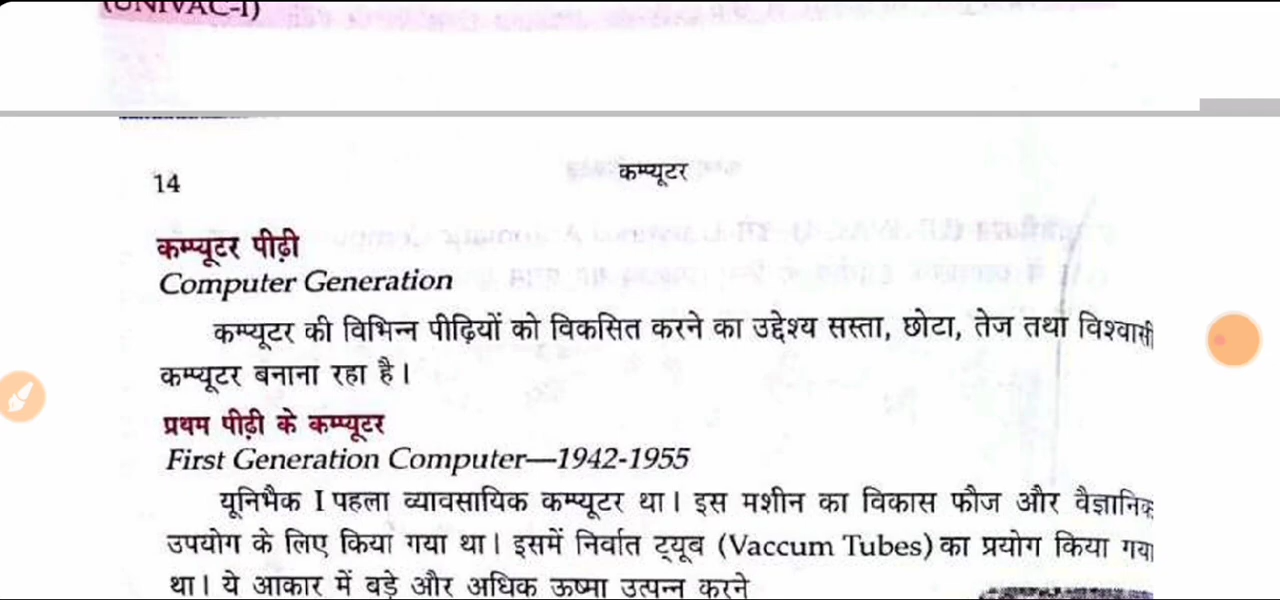 (UNIVAC-I)
14
कम्प्यूटर
कम्प्यूटर पीढ़ी
Computer Generation
कम्प्यूटर की विभिन्न पीढ़ियों को विकसित करने का उद्देश्य सस्ता, छोटा, तेज तथा विश्वासी
कम्प्यूटर बनाना रहा है।
प्रथम पीढ़ी के कम्प्यूटर
First Generation Computer—1942-1955
यूनिभैक I पहला व्यावसायिक कम्प्यूटर था। इस मशीन का विकास फौज और वैज्ञानिक
उपयोग के लिए किया गया था। इसमें निर्वात ट्यूब (Vaccum Tubes) का प्रयोग किया गया
था। ये आकार में बड़े और अधिक ऊष्मा उत्पन्न करने